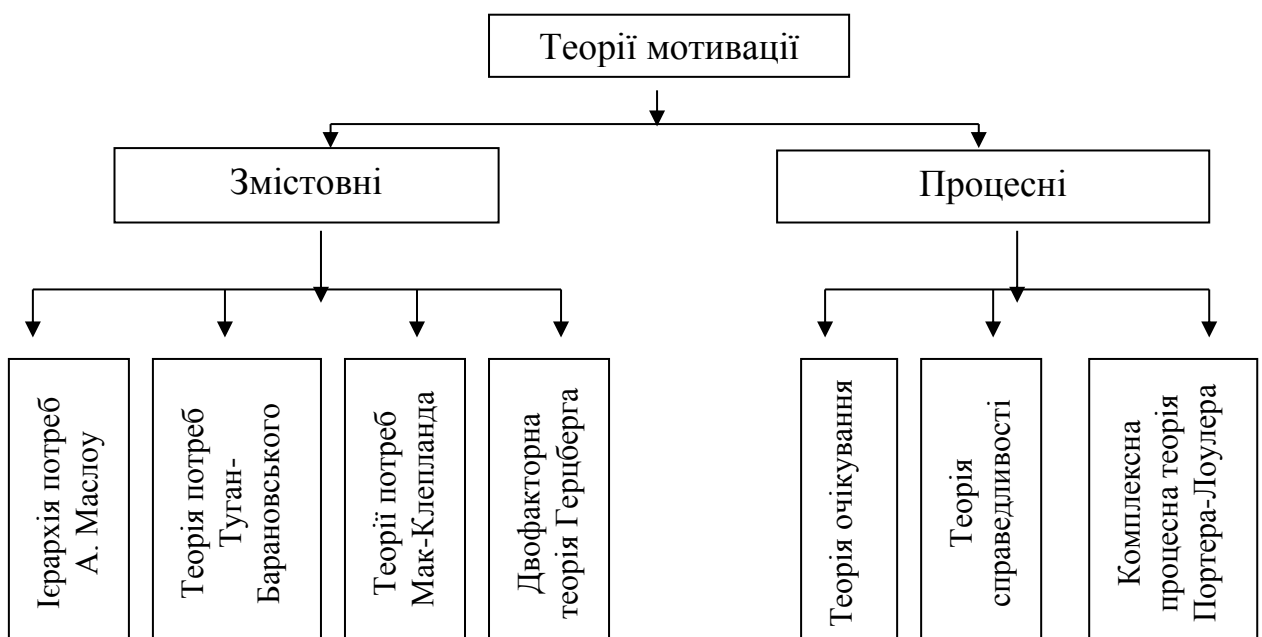 Теорії мотивації
Змістовні
Процесні
Ієрархія потреб
А. Маслоу
Теорія потреб
Туган-
Барановського
Теорії потреб
Мак-Клепланда
Двофакторна
теорія Герцберга
Теорія очікування
Теорія
справедливості
Комплексна
процесна теорія
Портера-Лоулера